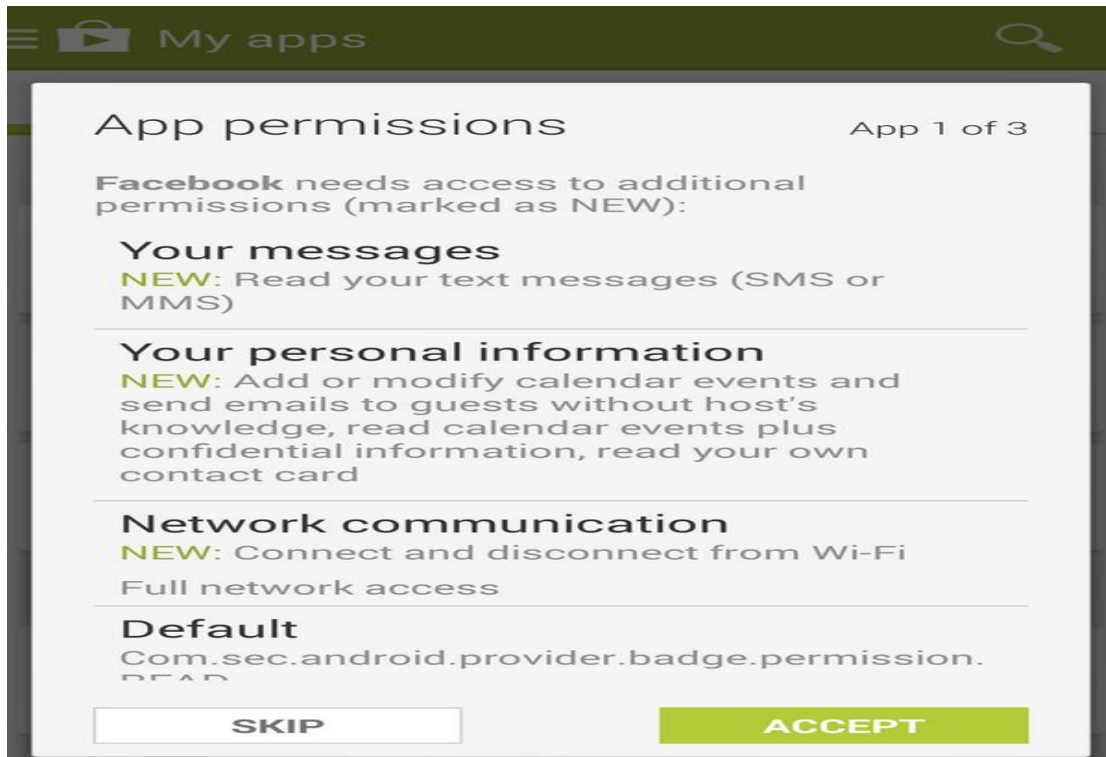 My apps
App permissions
App 1 of 3
Facebook needs access to additional
permissions (marked as NEW):
Your messages
NEW: Read your text messages (SMS or
MMS)
Your personal information
NEW: Add or modify calendar events and
send emails to guests without host's
knowledge, read calendar events plus
confidential information, read your own
contact card
Network communication
NEW: Connect and disconnect from Wi-Fi
Full network access
Default
Com.sec.android.provider.badge.permission.
READ
SKIP
ACCEPT